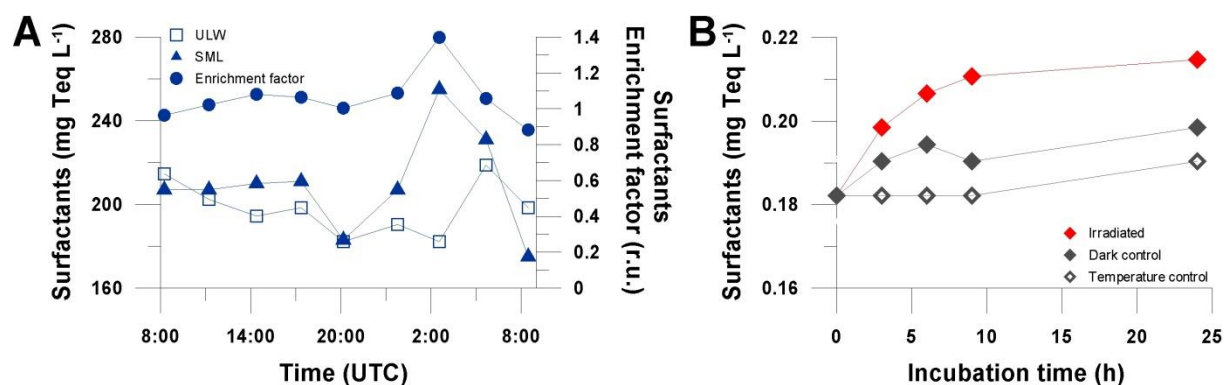 A
Surfactants (mg Teq L-1)
280
240
200
160
ULW
SML
Enrichment factor
1.4
1.2
1
0.8
0.6
0.4
0.2
0
Surfactants
Enrichment factor (r.u.)
8:00 14:00 20:00 2:00 8:00
Time (UTC)
B
Surfactants (mg Teq L-1)
0.22
0.20
0.18
0.16
Irradiated
Dark control
Temperature control
0 5 10 15 20 25
Incubation time (h)